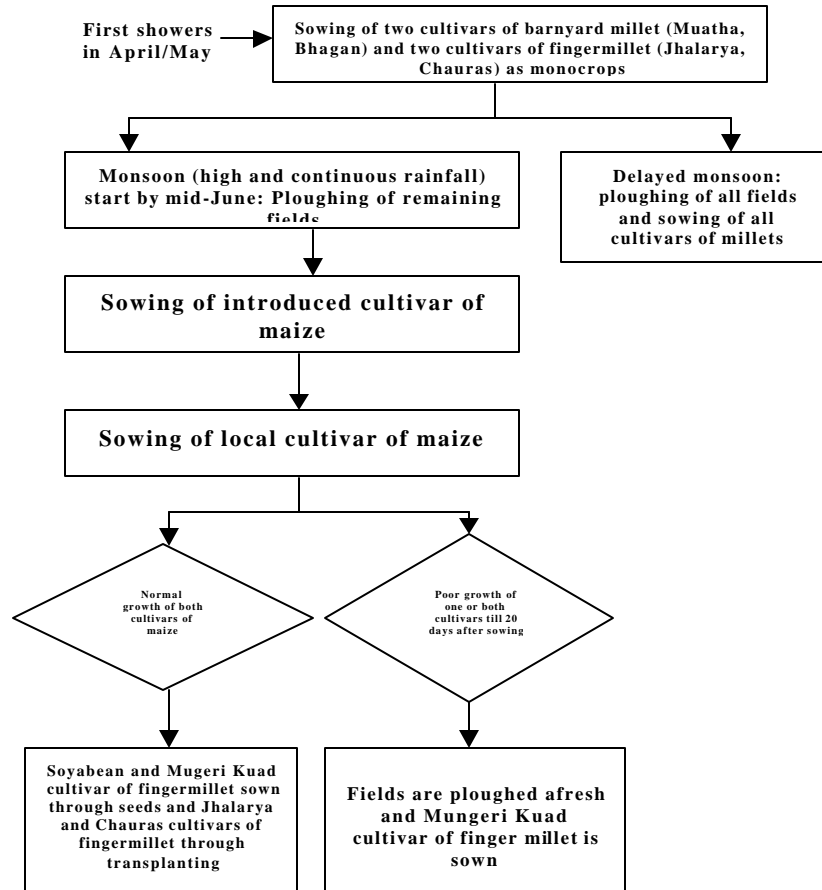 First showers
in April/May
Sowing of two cultivars of barnyard millet (Muatha,
Bhagan) and two cultivars of fingermillet (Jhalarya,
Chauras) as monocrops
Monsoon (high and continuous rainfall)
start by mid-June: Ploughing of remaining
fields
Delayed monsoon:
ploughing of all fields
and sowing of all
cultivars of millets
Sowing of introduced cultivar of
maize
Sowing of local cultivar of maize
Normal
growth of both
cultivars of
maize
Poor growth of
one or both
cultivars till 20
days after sowing
Soyabean and Mugeri Kuad
cultivar of fingermillet sown
through seeds and Jhalarya
and Chauras cultivars of
fingermillet through
transplanting
Fields are ploughed afresh
and Mungeri Kuad
cultivar of finger millet is
sown